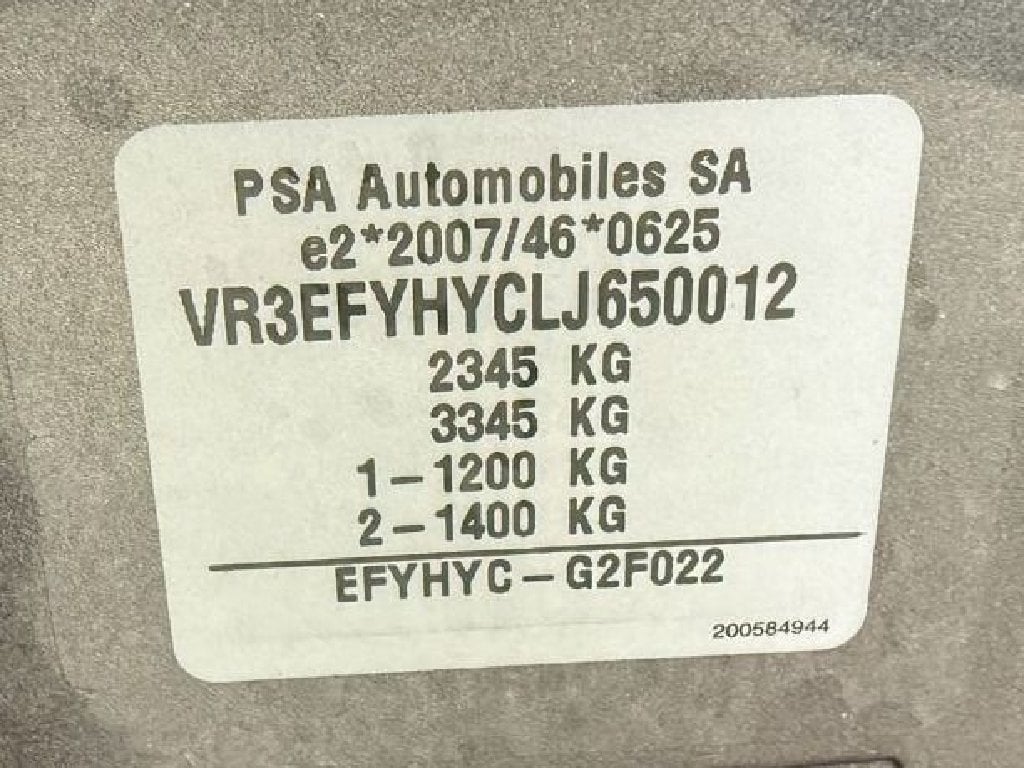 PSA Automobiles SA
e2*2007/46*0625
VR3EFYHYCLJ650012
2345 KG
3345 KG
1-1200 KG
2-1400 KG
EFYHYC-G2F022
200584944